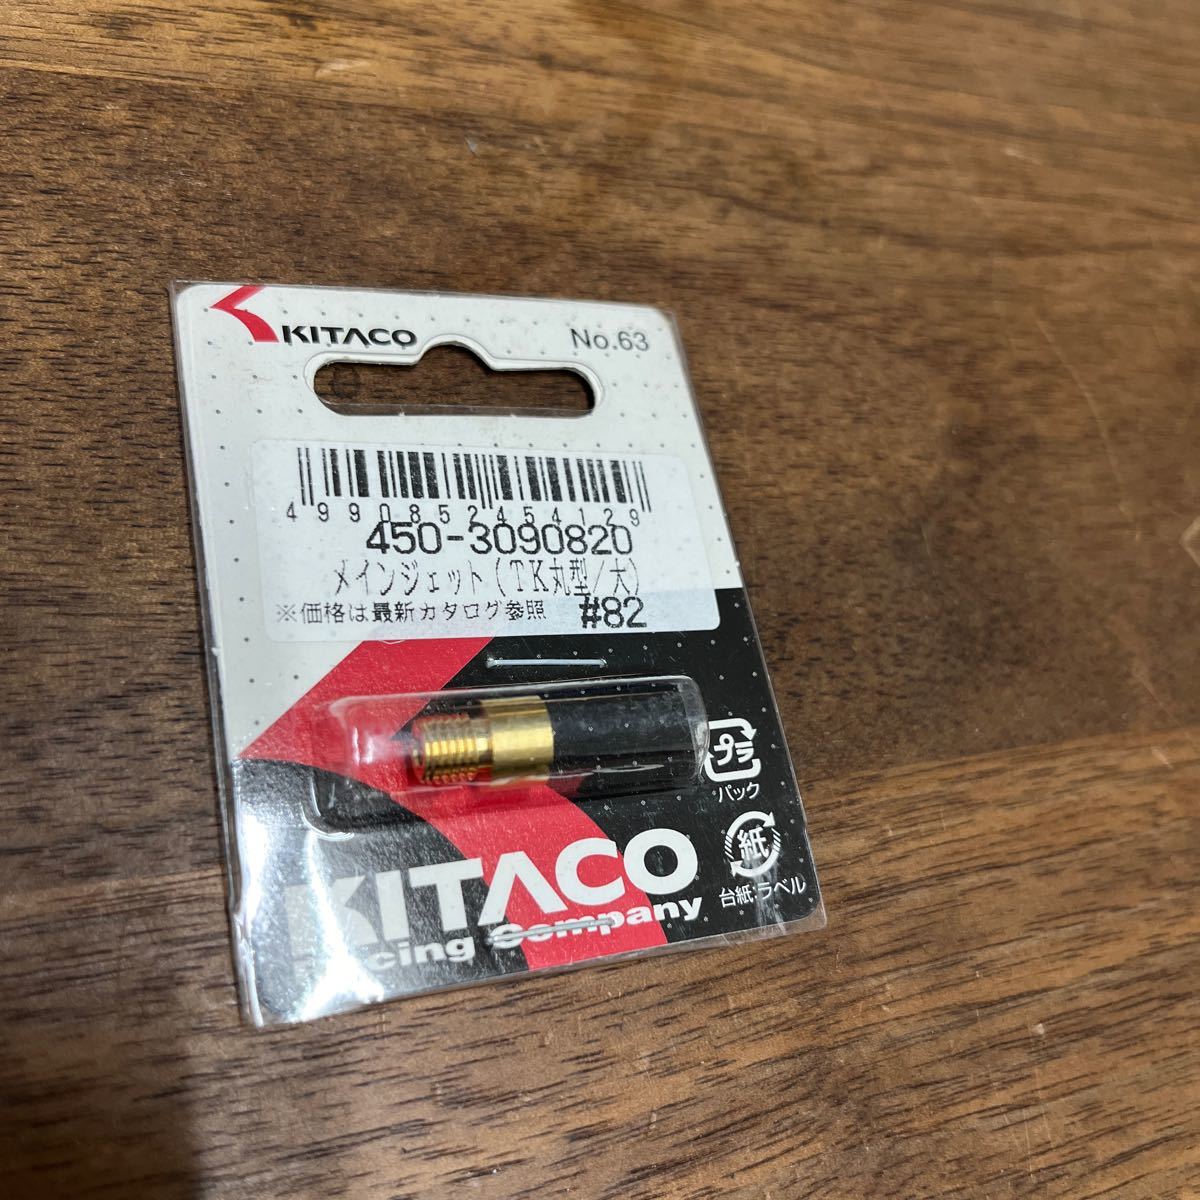 KITACO
No.63
4990852454129
450-3090820
メインジェット(TK丸型/大)
※価格は最新カタログ参照 #82
プラ
パック
紙
台紙:ラベル
KITACO
Racing Company